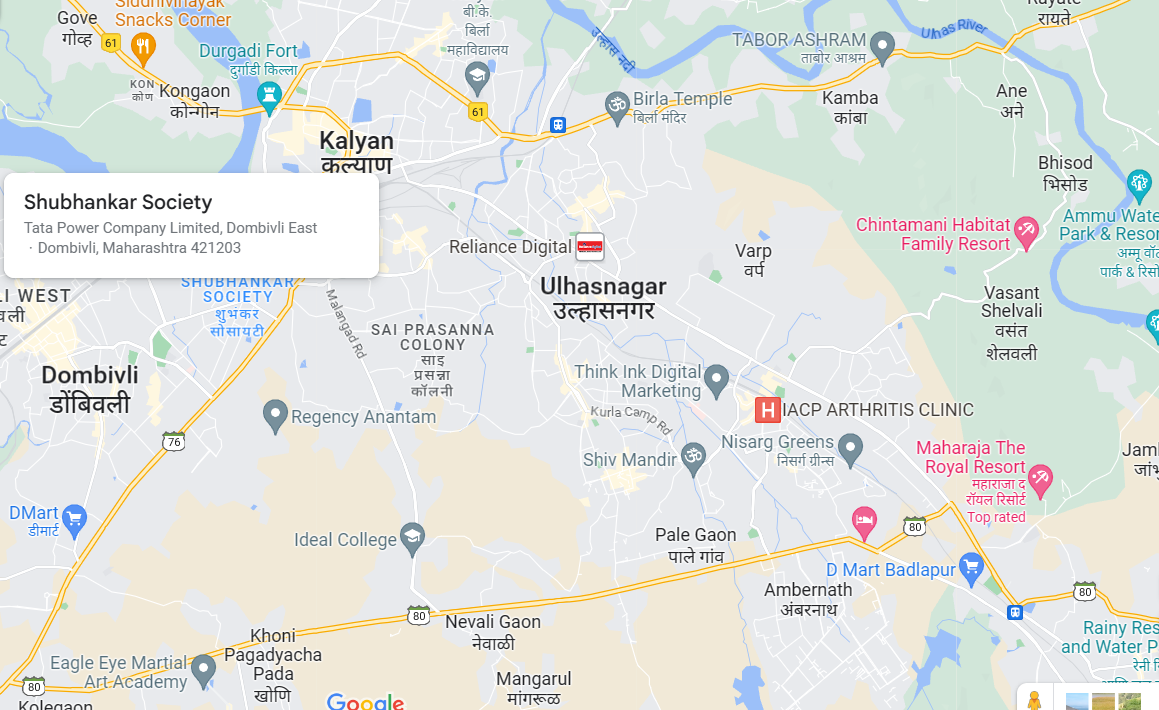 Siddhivinayak
Snacks Corner
Gove
गोव्ह
61
KON
कोण
Kongaon
कोन्गोन
Durgadi Fort
दुर्गाडी किल्ला
बी.के.
बिर्ला
महाविद्यालय
61
Kalyan
कल्याण
उल्हास नदी
Birla Temple
बिर्ला मंदिर
TABOR ASHRAM
ताबोर आश्रम
Ulhas River
Rayate
रायते
Kamba
कांबा
Ane
अने
Bhisod
भिसोड
Shubhankar Society
Tata Power Company Limited, Dombivli East
· Dombivli, Maharashtra 421203
SHUBHANKAR
SOCIETY
शुभंकर
सोसायटी
Reliance Digital
Varp
वर्प
Chintamani Habitat
Family Resort
Ammu Wate
Park & Resor
अम्मू वॉट
पार्क & रिसो
Ulhasnagar
उल्हासनगर
Vasant
Shelvali
वसंत
शेलवली
LI WEST
वली
ट
Malangad Rd
SAI PRASANNA
COLONY
साइ
प्रसन्ना
कॉलनी
Dombivli
डोंबिवली
Think Ink Digital
Marketing
Regency Anantam
Kurla Camp Rd
H
IACP ARTHRITIS CLINIC
76
Shiv Mandir
Nisarg Greens
निसर्ग ग्रीन्स
Maharaja The
Royal Resort
महाराजा द
रॉयल रिसोर्ट
Top rated
Jaml
जांभु
DMart
डीमार्ट
Ideal College
Pale Gaon
पाले गांव
80
D Mart Badlapur
Ambernath
अंबरनाथ
80
80
Nevali Gaon
नेवाळी
Khoni
Pagadyacha
Pada
खोणि
Eagle Eye Martial
Art Academy
80
Kolegaon
Mangarul
मांगरूळ
Google
Rainy Res
and Water P
रेनी रि